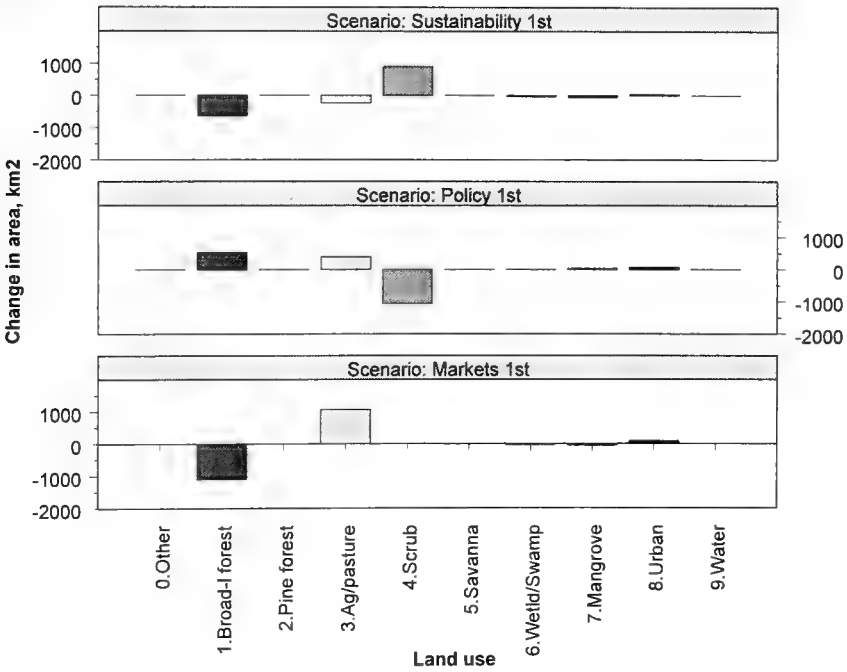 Scenario: Sustainability 1st
1000
0
-1000
-2000
Scenario: Policy 1st
1000
0
-1000
-2000
Scenario: Markets 1st
1000
0
-1000
-2000
Change in area, km2
0.Other
1.Broad-l forest
2.Pine forest
3.Ag/pasture
4.Scrub
5.Savanna
6.Wetld/Swamp
7.Mangrove
8.Urban
9.Water
Land use